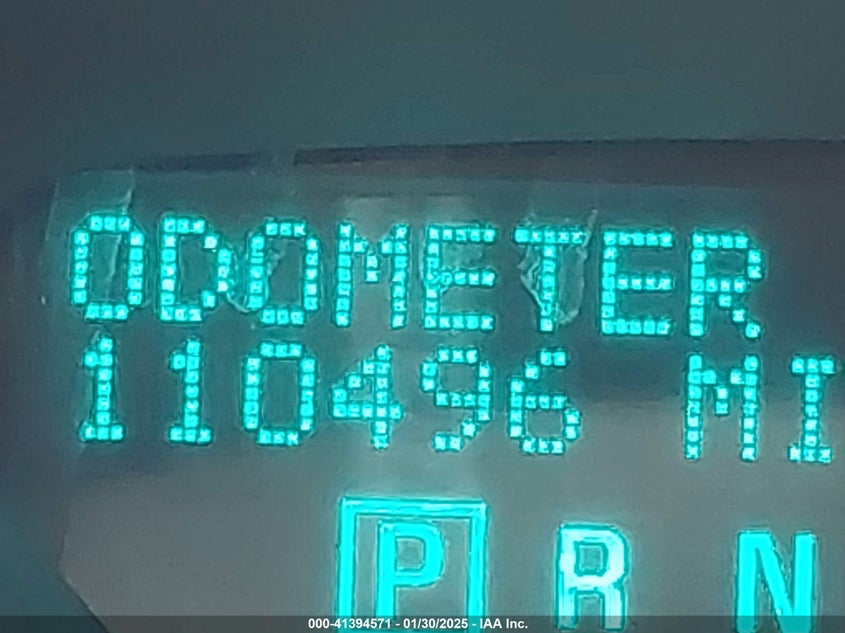 ODOMETER
110496 MI
P R N
000-41394571 - 01/30/2025 - IAA Inc.